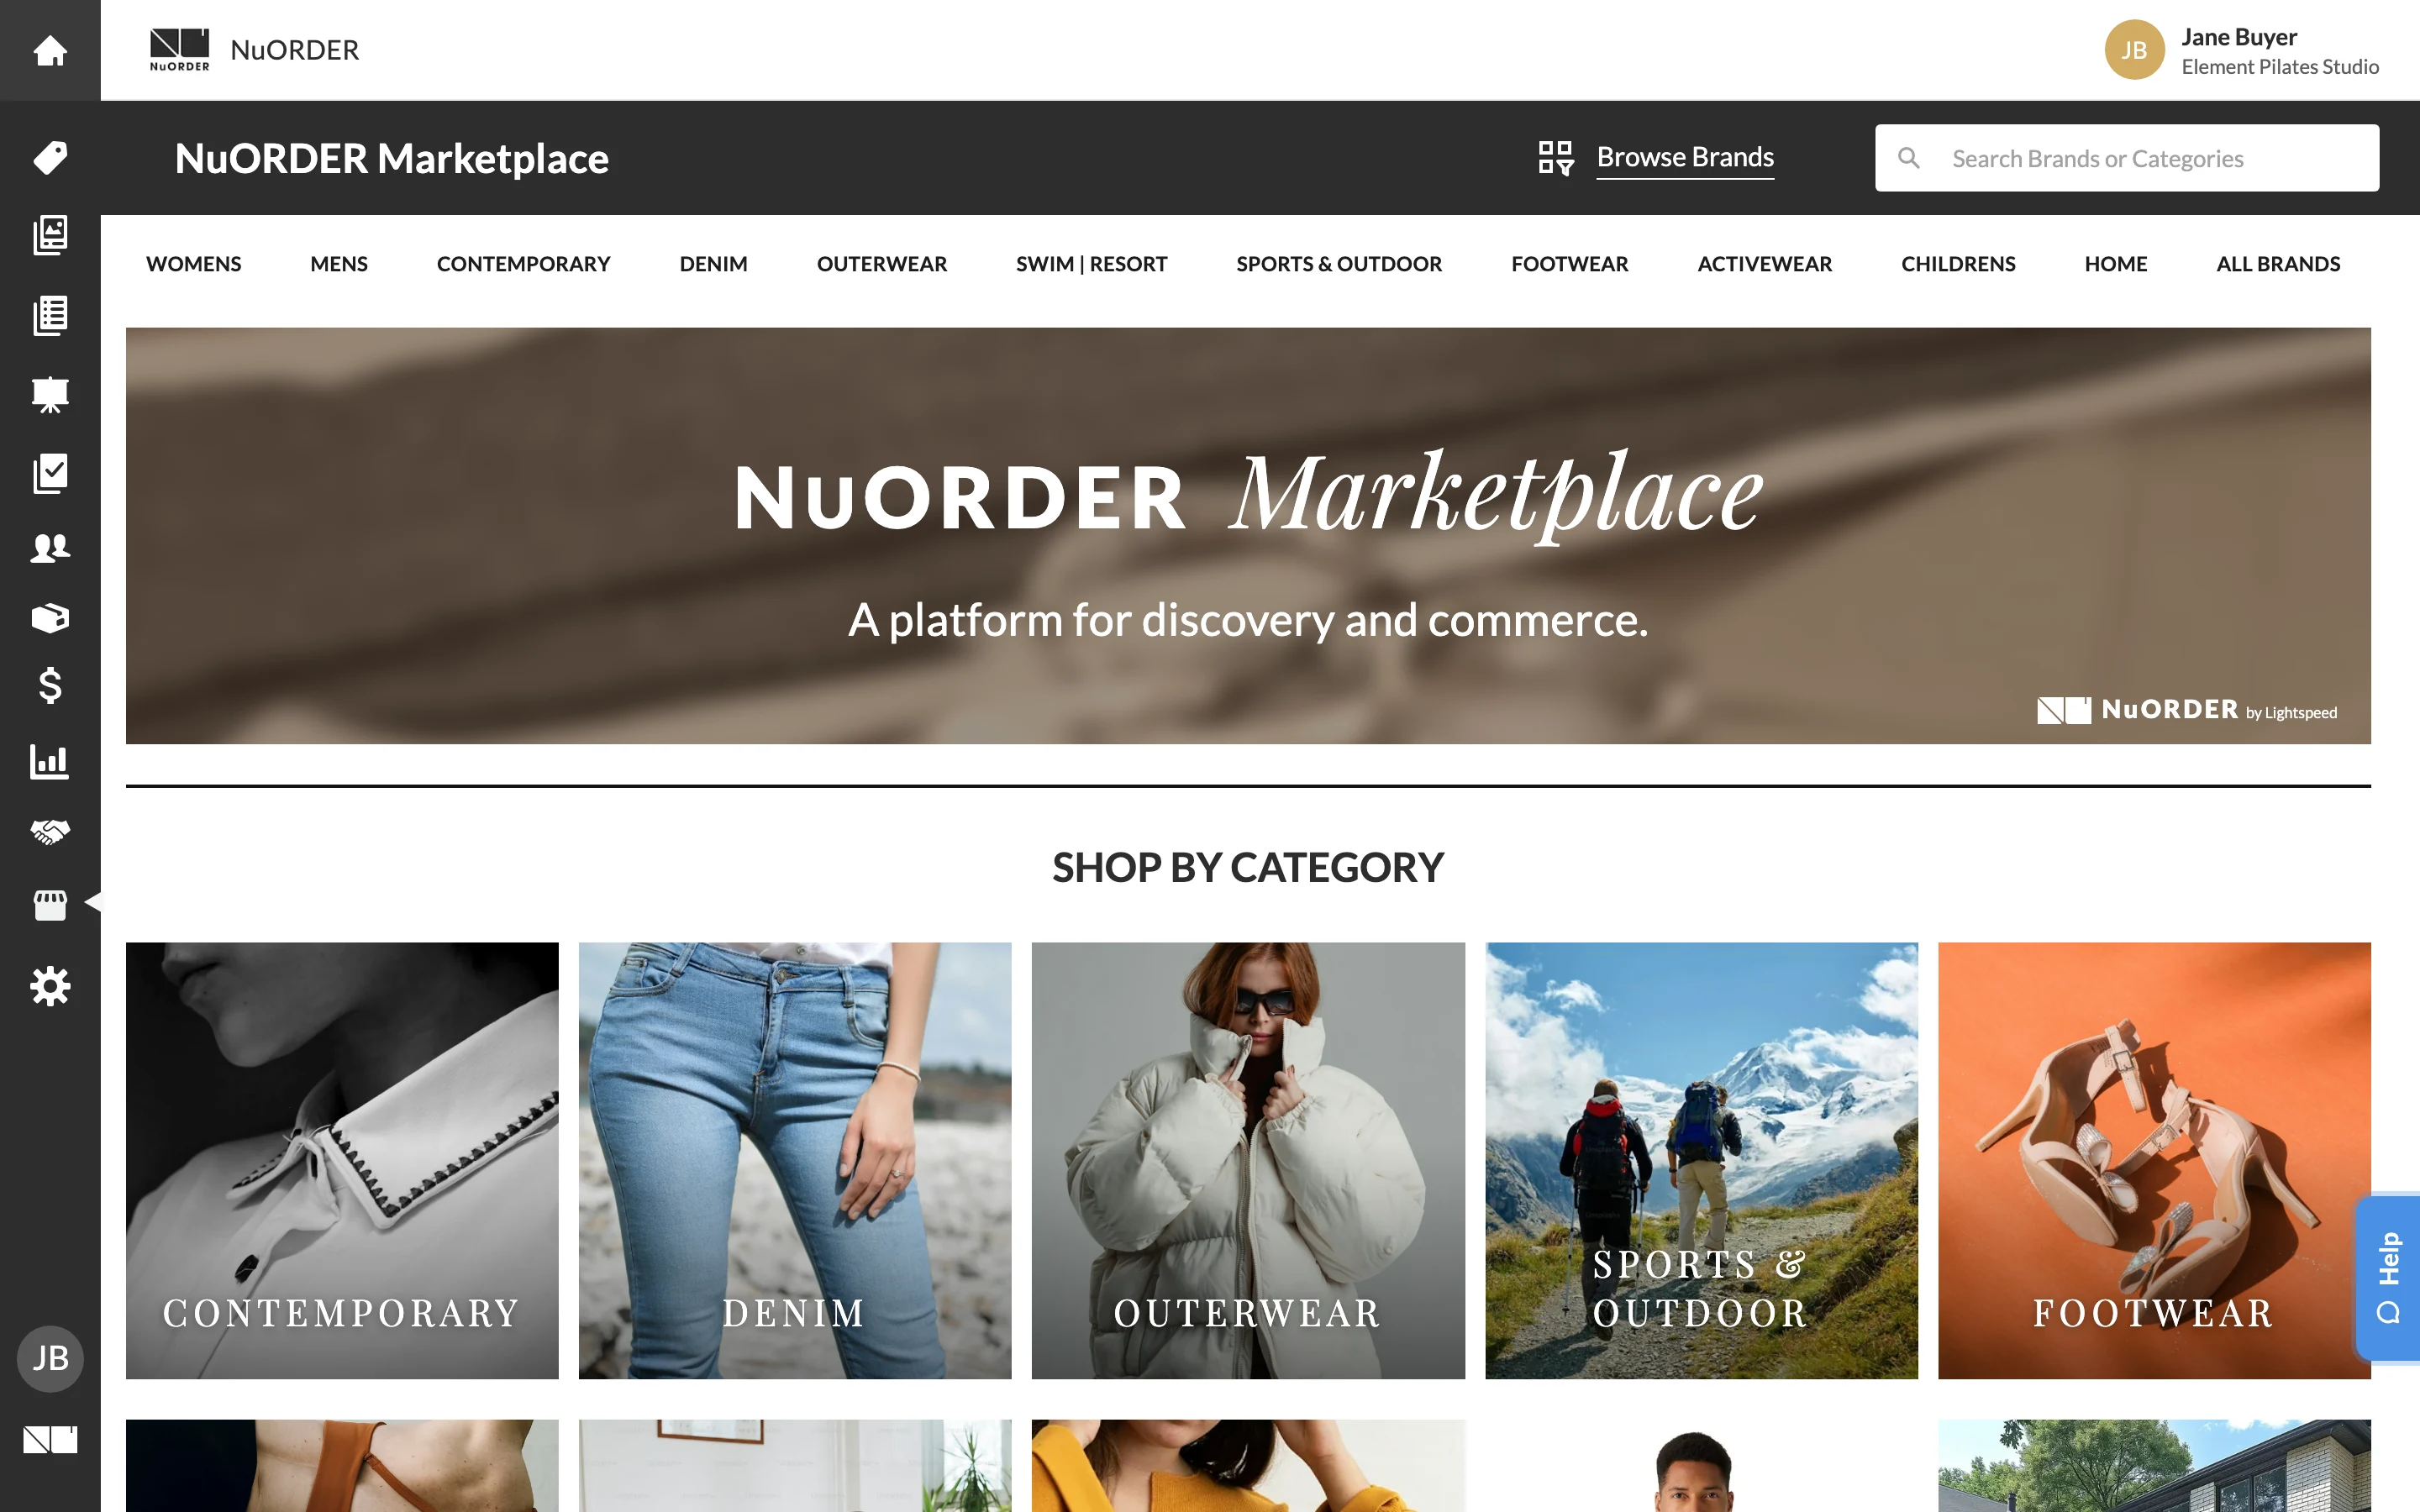 NuORDER
NuORDER
JB
Jane Buyer
Element Pilates Studio
NuORDER Marketplace
Browse Brands
Search Brands or Categories
WOMENS
MENS
CONTEMPORARY
DENIM
OUTERWEAR
SWIM | RESORT
SPORTS & OUTDOOR
FOOTWEAR
ACTIVEWEAR
CHILDRENS
HOME
ALL BRANDS
NuORDER Marketplace
A platform for discovery and commerce.
NuORDER by Lightspeed
SHOP BY CATEGORY
CONTEMPORARY
DENIM
OUTERWEAR
SPORTS &
OUTDOOR
FOOTWEAR
Help
JB